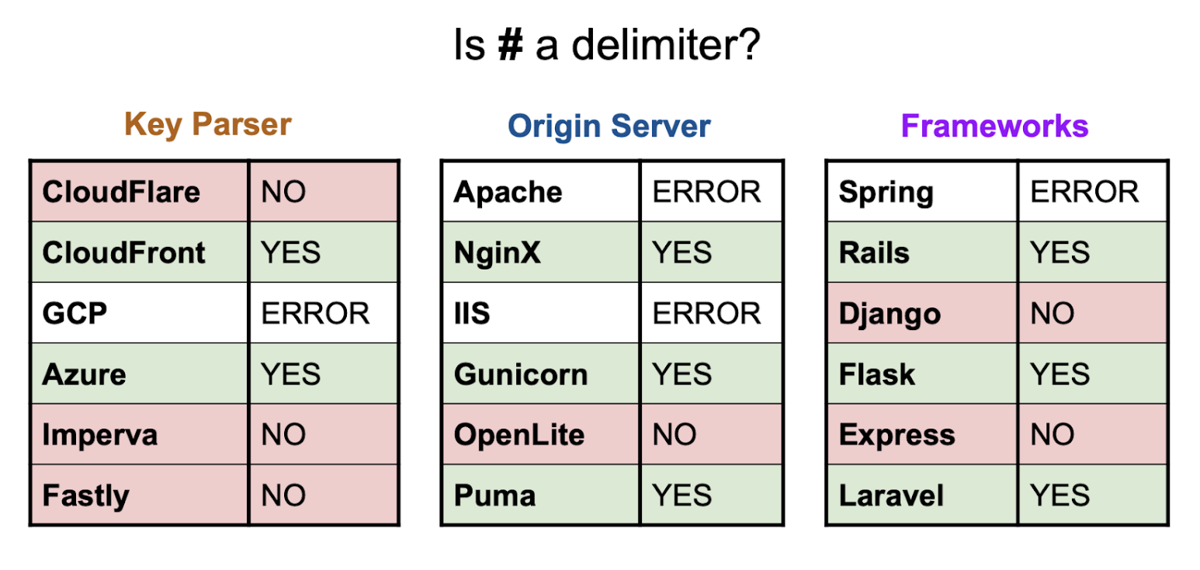 Is # a delimiter?
Key Parser
CloudFlare NO
CloudFront YES
GCP ERROR
Azure YES
Imperva NO
Fastly NO
Origin Server
Apache ERROR
NginX YES
IIS ERROR
Gunicorn YES
OpenLite NO
Puma YES
Frameworks
Spring ERROR
Rails YES
Django NO
Flask YES
Express NO
Laravel YES